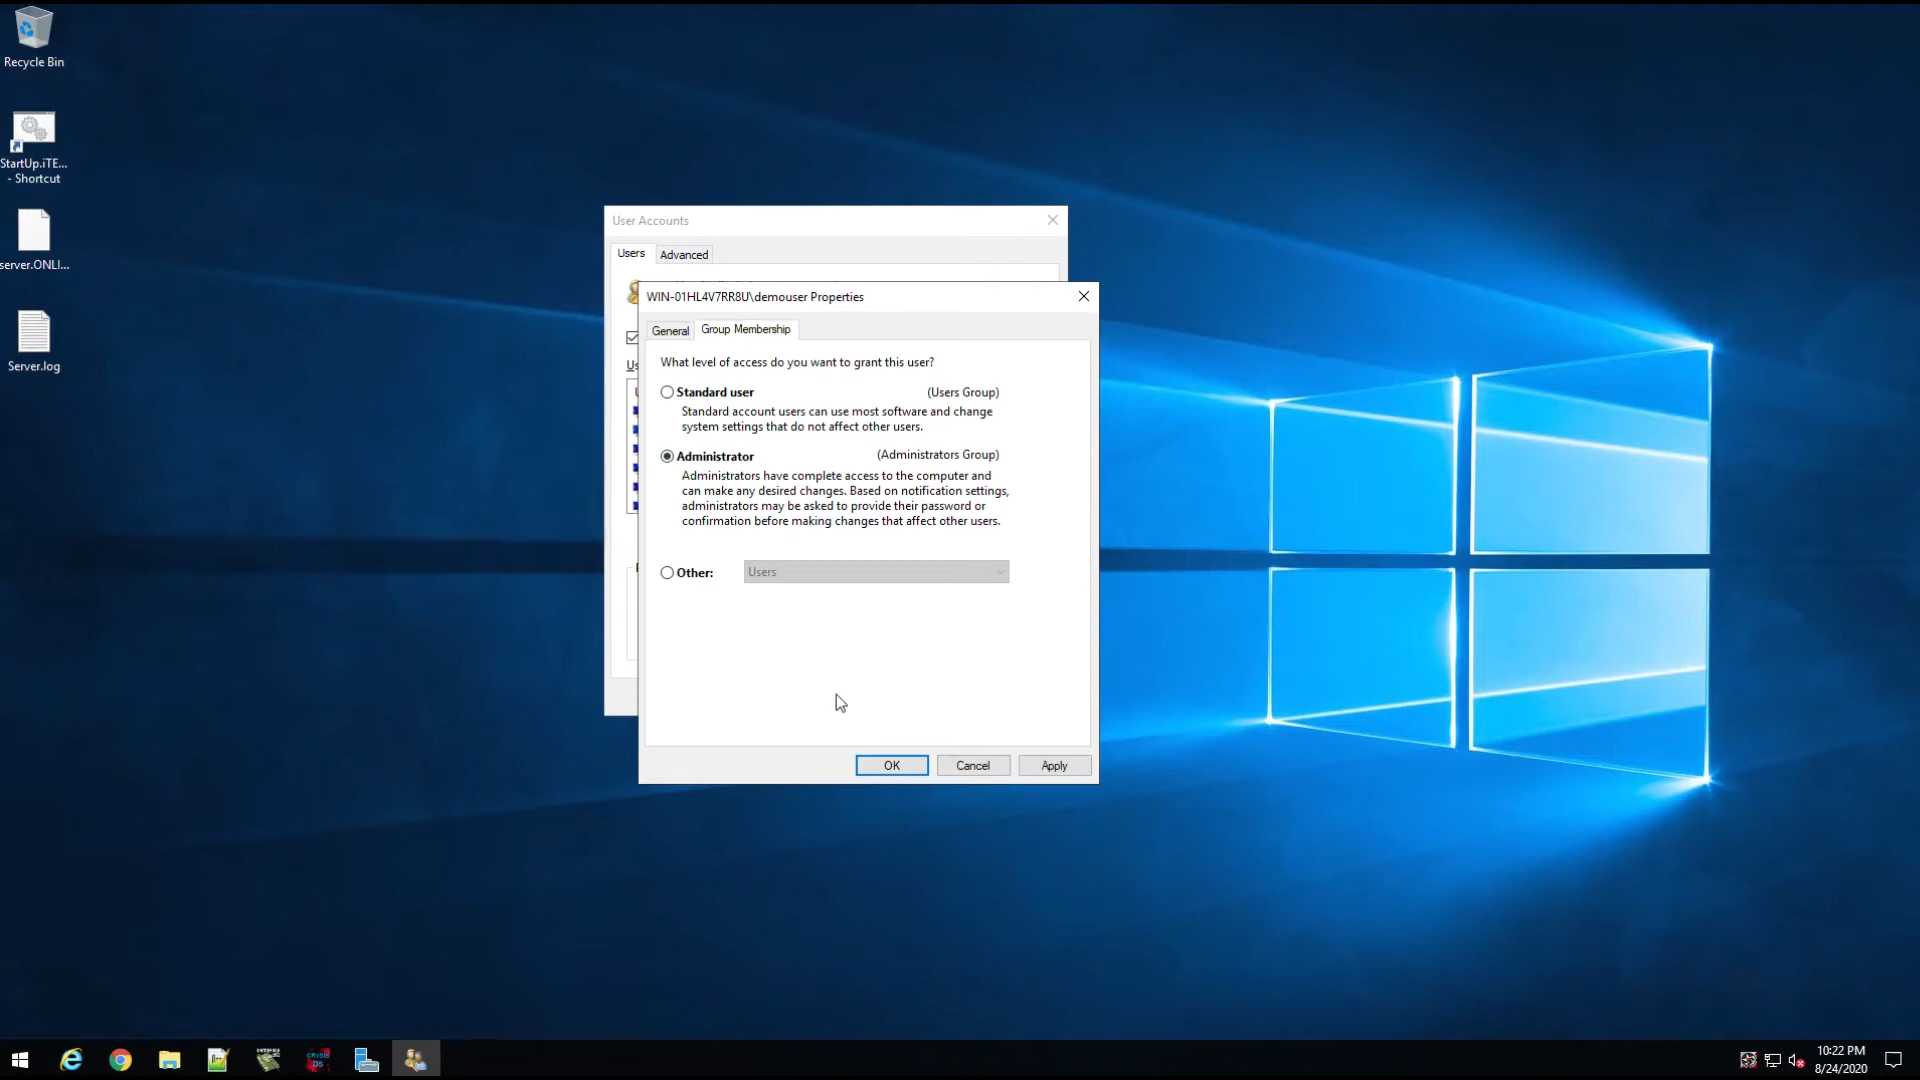 Recycle Bin
StartUp.iTE...
- Shortcut
server.ONLI...
Server.log
User Accounts
Users
Advanced
WIN-01HL4V7RR8U\demouser Properties
General
Group Membership
What level of access do you want to grant this user?
Standard user (Users Group)
Standard account users can use most software and change
system settings that do not affect other users.
Administrator (Administrators Group)
Administrators have complete access to the computer and
can make any desired changes. Based on notification settings,
administrators may be asked to provide their password or
confirmation before making changes that affect other users.
Other: Users
OK
Cancel
Apply
CRYSIS
DS
10:22 PM
8/24/2020